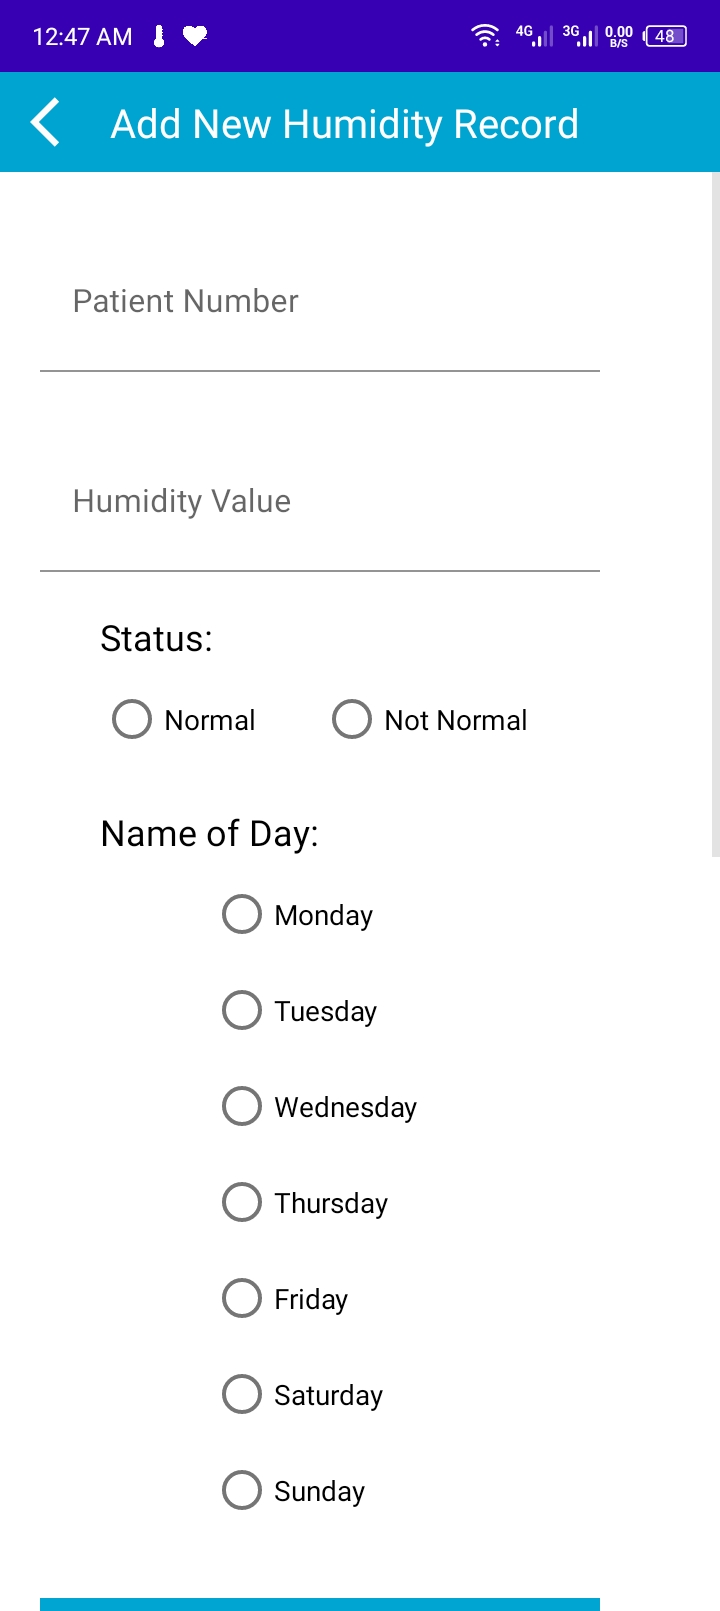 12:47 AM 4G 3G 0.00 B/S 48
Add New Humidity Record
Patient Number
Humidity Value
Status:
Normal Not Normal
Name of Day:
Monday
Tuesday
Wednesday
Thursday
Friday
Saturday
Sunday